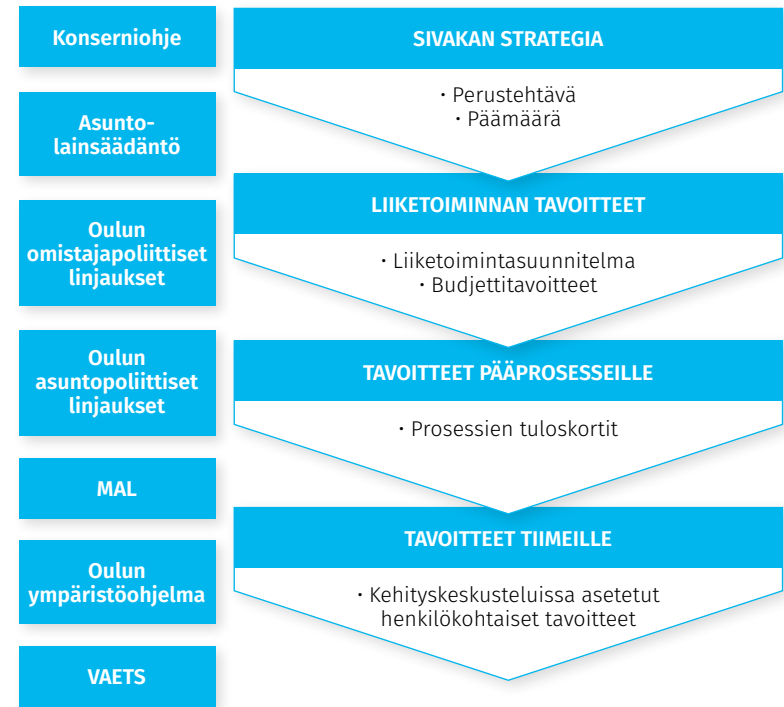 Konserniohje
Asunto-
lainsäädäntö
Oulun
omistajapoliittiset
linjaukset
Oulun
asuntopoliittiset
linjaukset
MAL
Oulun
ympäristöohjelma
VAETS
SIVAKAN STRATEGIA
• Perustehtävä
• Päämäärä
LIIKETOIMINNAN TAVOITTEET
• Liiketoimintasuunnitelma
• Budjettitavoitteet
TAVOITTEET PÄÄPROSESSEILLE
• Prosessien tuloskortit
TAVOITTEET TIIMEILLE
• Kehityskeskusteluissa asetetut
henkilökohtaiset tavoitteet